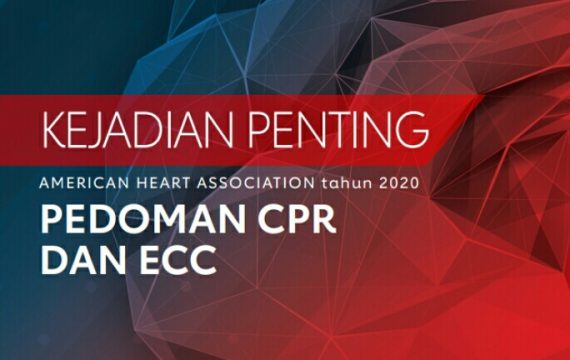 KEJADIAN PENTING
AMERICAN HEART ASSOCIATION tahun 2020
PEDOMAN CPR
DAN ECC